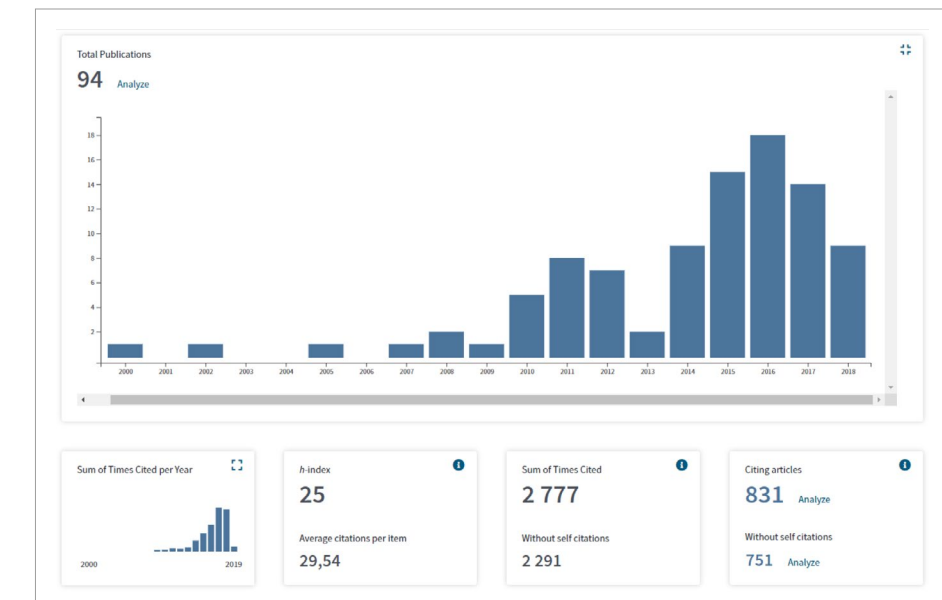 Total Publications
94 Analyze
18
16
14
12
10
8
6
4
2
2000 2001 2002 2003 2004 2005 2006 2007 2008 2009 2010 2011 2012 2013 2014 2015 2016 2017 2018
Sum of Times Cited per Year
2000 2019
h-index
25
Average citations per item
29,54
Sum of Times Cited
2 777
Without self citations
2 291
Citing articles
831 Analyze
Without self citations
751 Analyze